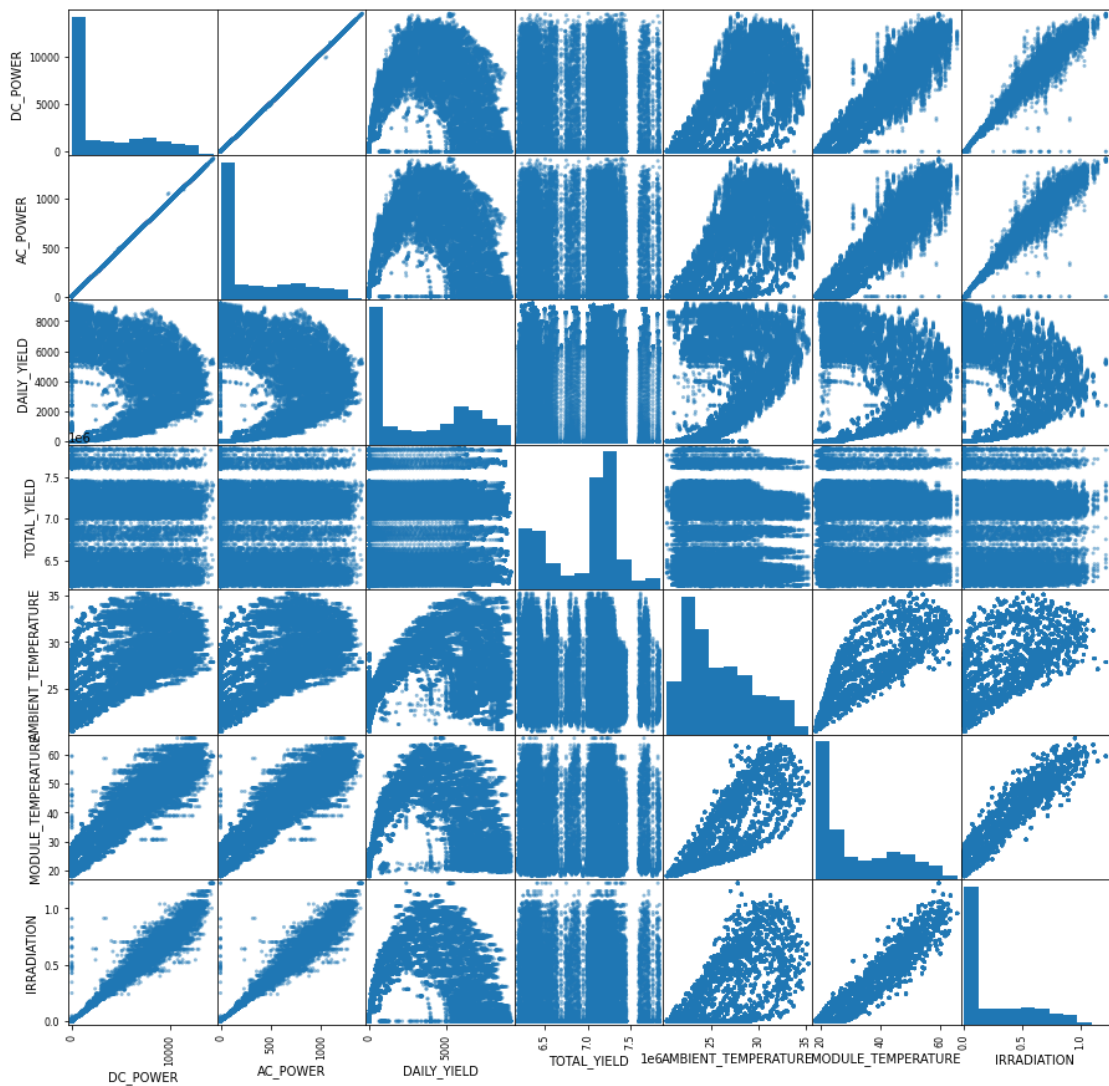 DC_POWER
10000
5000
0
AC_POWER
1000
500
0
DAILY_YIELD
8000
6000
4000
2000
0
1e6
TOTAL_YIELD
7.5
7.0
6.5
AMBIENT_TEMPERATURE
35
30
25
MODULE_TEMPERATURE
60
50
40
30
20
IRRADIATION
1.0
0.5
0.0
0 10000 0 500 1000 0 5000 6.5 7.0 7.5 25 30 35 20 40 60 0.0 0.5 1.0
1e6
DC_POWER AC_POWER DAILY_YIELD TOTAL_YIELD AMBIENT_TEMPERATURE MODULE_TEMPERATURE IRRADIATION